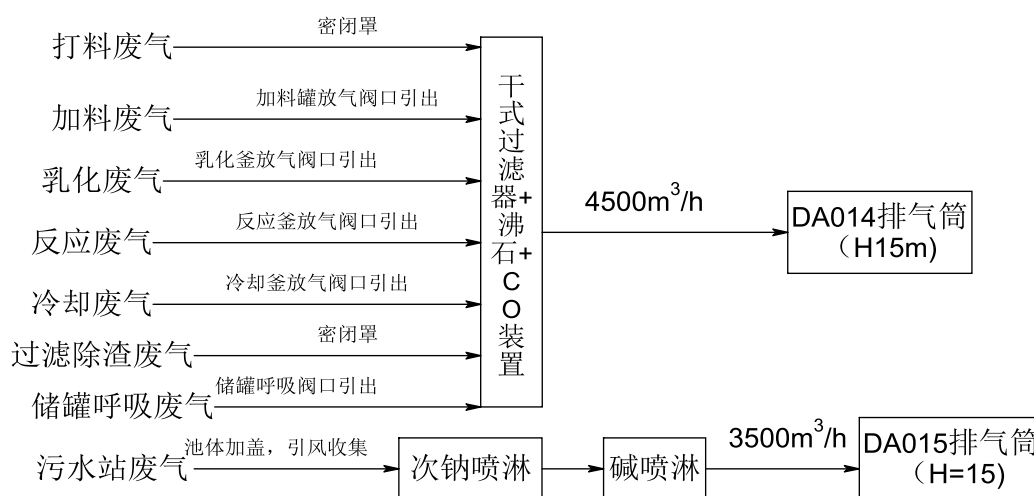 打料废气
密闭罩
加料废气
加料罐放气阀口引出
乳化废气
乳化釜放气阀口引出
反应废气
反应釜放气阀口引出
冷却废气
冷却釜放气阀口引出
过滤除渣废气
密闭罩
储罐呼吸废气
储罐呼吸阀口引出
干式过滤器+沸石+CO装置
4500m³/h
DA014排气筒
（H15m)
污水站废气
池体加盖，引风收集
次钠喷淋
碱喷淋
3500m³/h
DA015排气筒
（H=15)